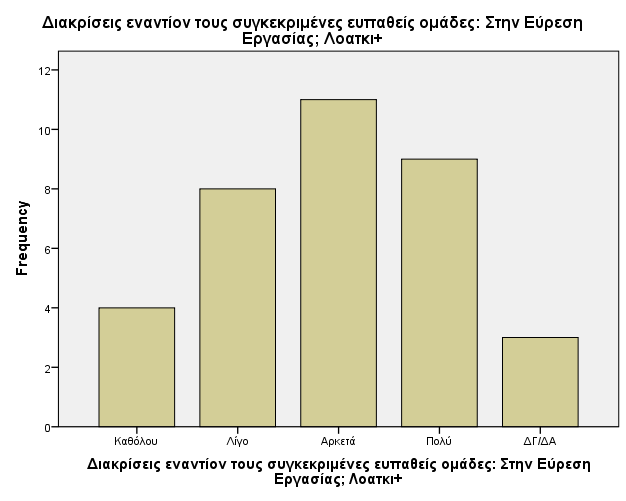 Διακρίσεις εναντίον τους συγκεκριμένες ευπαθείς ομάδες: Στην Εύρεση
Εργασίας; Λοατκι+
12
10
8
6
4
2
0
Frequency
Καθόλου
Λίγο
Αρκετά
Πολύ
ΔΓ/ΔΑ
Διακρίσεις εναντίον τους συγκεκριμένες ευπαθείς ομάδες: Στην Εύρεση
Εργασίας; Λοατκι+